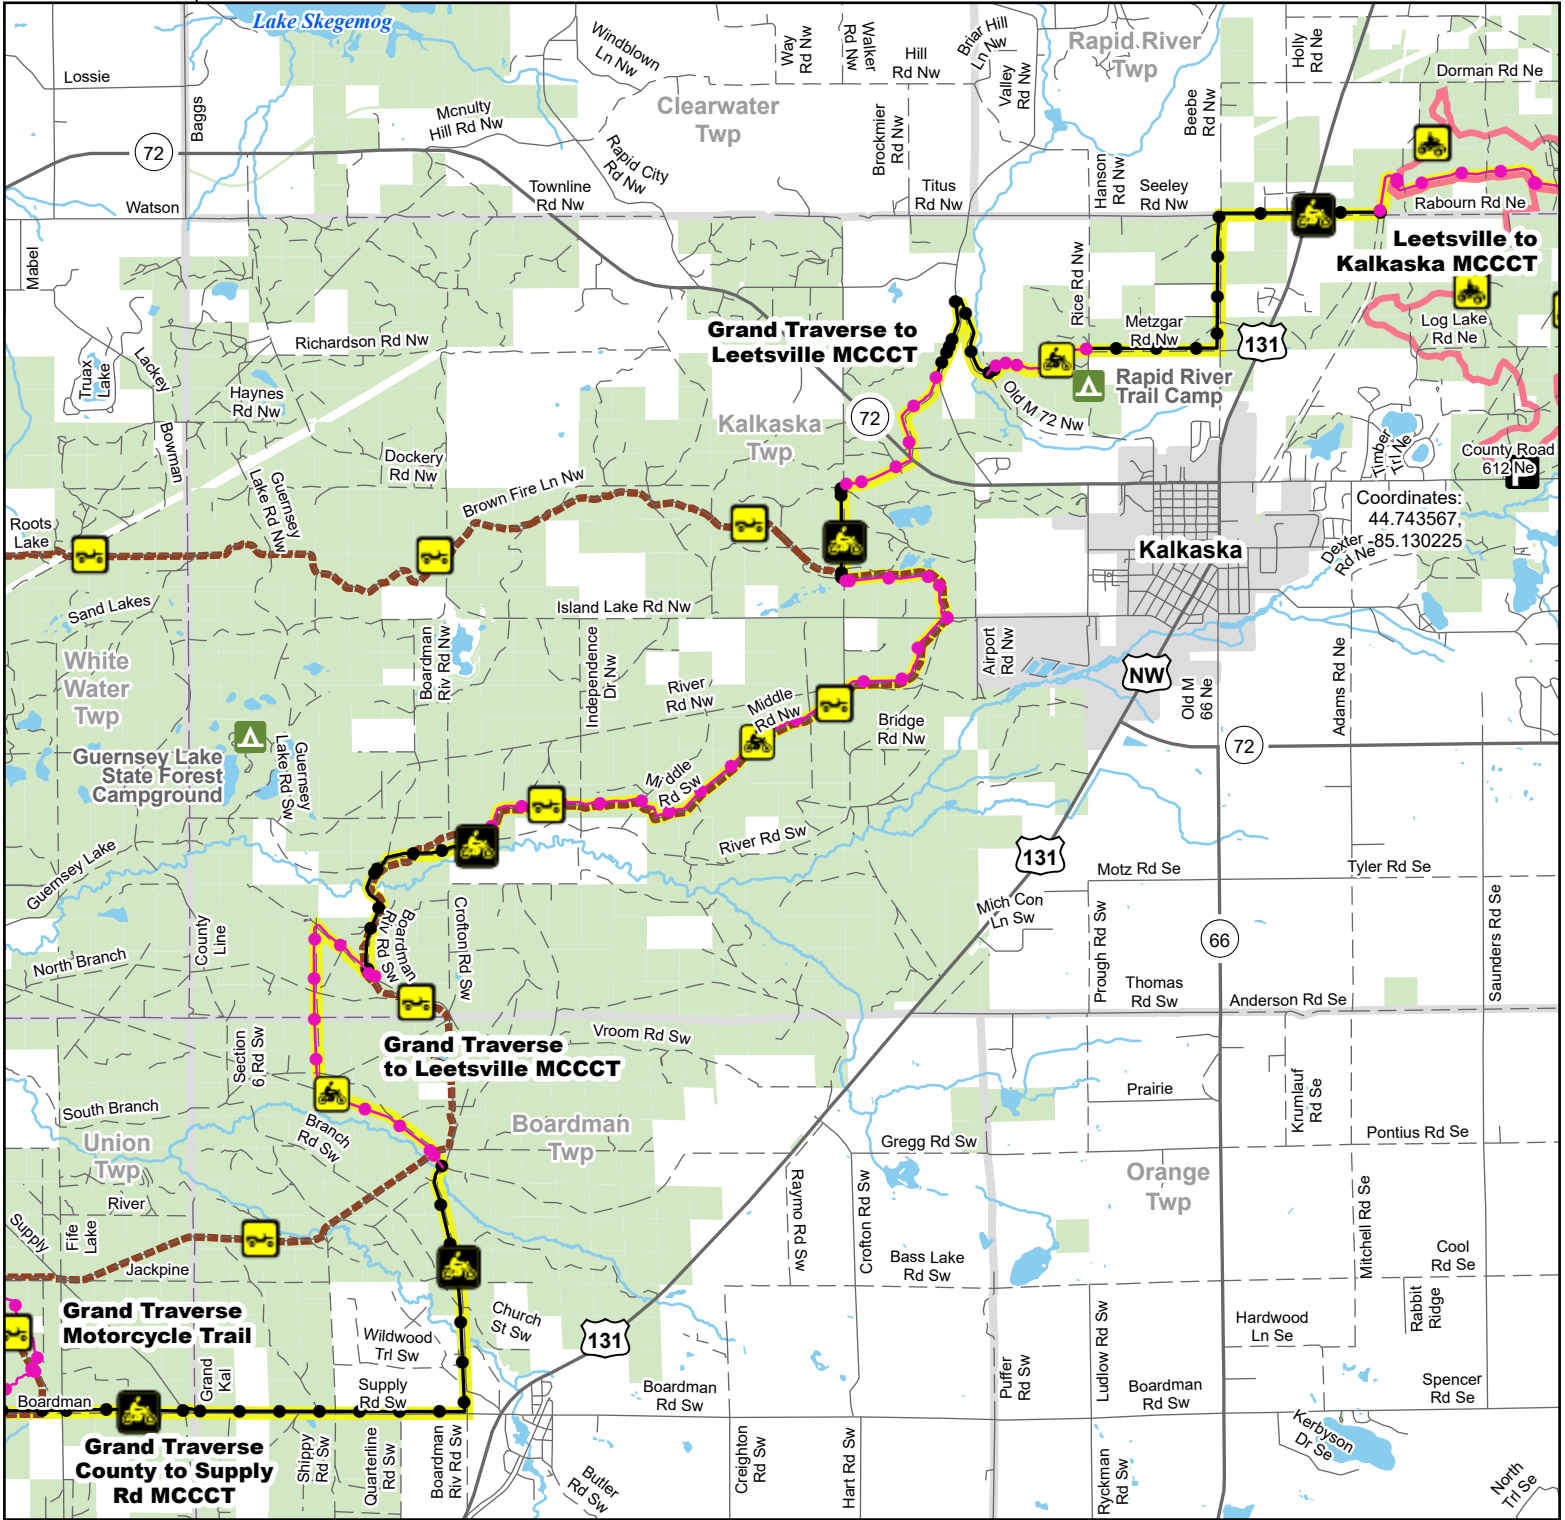 Lake Skegemog
Lossie
Baggs
Windblown
Ln Nw
Way
Rd Nw
Walker
Rd Nw
Hill
Rd Nw
Briar Hill
Ln Nw
Valley
Rd Nw
Rapid River
Twp
Holly
Rd Ne
Dorman Rd Ne
Mcnulty
Hill Rd Nw
Clearwater
Twp
Brockmier
Rd Nw
Beebe
Rd Nw
72
Rapid City
Rd Nw
Townline
Rd Nw
Titus
Rd Nw
Hanson
Rd Nw
Seeley
Rd Nw
Watson
Rabourn Rd Ne
Leetsville to
Kalkaska MCCCT
Mabel
Rice Rd Nw
Metzgar
Rd Nw
131
Log Lake
Rd Ne
Grand Traverse to
Leetsville MCCCT
Richardson Rd Nw
Truax
Lake
Lackey
Haynes
Rd Nw
Rapid River
Trail Camp
Old M 72 Nw
72
Kalkaska
Twp
Bowman
Timber
Trl Ne
County Road
612 Ne
P
Dockery
Rd Nw
Guernsey
Lake Rd Nw
Brown Fire Ln Nw
Coordinates:
44.743567,
-85.130225
Roots
Lake
Kalkaska
Dexter
Rd Ne
Sand Lakes
Island Lake Rd Nw
White
Water
Twp
Boardman
Riv Rd Nw
Independence
Dr Nw
River
Rd Nw
Middle
Rd Nw
Airport
Rd Nw
NW
Old M
66 Ne
Adams Rd Ne
Bridge
Rd Nw
72
Guernsey Lake
State Forest
Campground
Guernsey
Lake Rd Sw
Middle
Rd Sw
River Rd Sw
131
Motz Rd Se
Tyler Rd Se
Guernsey Lake
Mich Con
Ln Sw
Prough Rd Sw
66
Saunders Rd Se
County
Line
Boardman
Riv Rd Sw
Crofton Rd Sw
North Branch
Thomas
Rd Sw
Anderson Rd Se
Section
6 Rd Sw
Vroom Rd Sw
Grand Traverse
to Leetsville MCCCT
Prairie
Krumlauf
Rd Se
South Branch
Union
Twp
Branch
Rd Sw
Boardman
Twp
Gregg Rd Sw
Pontius Rd Se
Orange
Twp
River
Raymo Rd Sw
Crofton Rd Sw
Mitchell Rd Se
Supply
Fife
Lake
Jackpine
Bass Lake
Rd Sw
Cool
Rd Se
Grand Traverse
Motorcycle Trail
Church
St Sw
Wildwood
Trl Sw
131
Hardwood
Ln Se
Rabbit
Ridge
Grand
Kal
Puffer
Rd Sw
Ludlow Rd Sw
Boardman
Supply
Rd Sw
Boardman
Rd Sw
Boardman
Rd Sw
Spencer
Rd Se
Grand Traverse
County to Supply
Rd MCCCT
Shippy
Rd Sw
Quarterline
Rd Sw
Boardman
Riv Rd Sw
Butler
Rd Sw
Creighton
Rd Sw
Hart Rd Sw
Ryckman
Rd Sw
Kerbyson
Dr Se
North
Trl Se